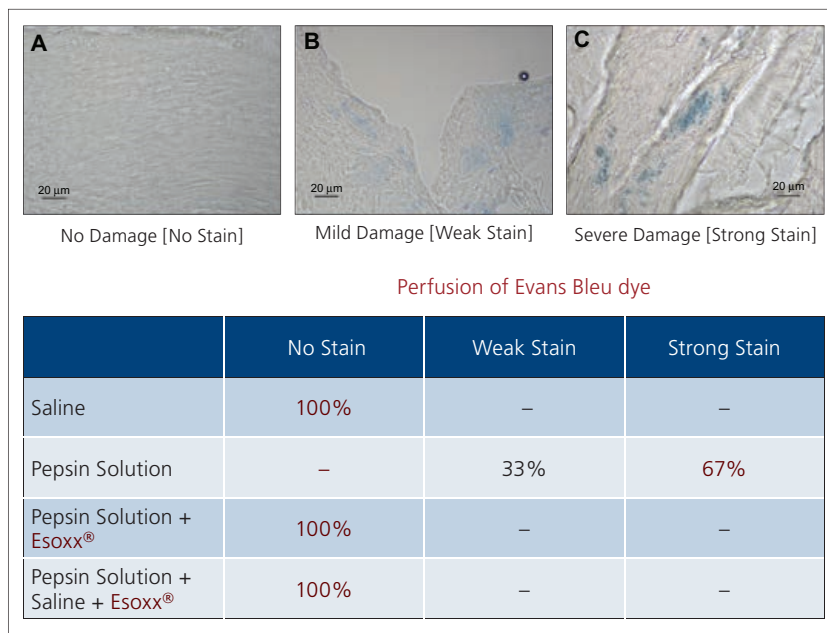 A
B
C
20 µm
20 µm
20 µm
No Damage [No Stain]
Mild Damage [Weak Stain]
Severe Damage [Strong Stain]
Perfusion of Evans Bleu dye
No Stain
Weak Stain
Strong Stain
Saline
100%
–
–
Pepsin Solution
–
33%
67%
Pepsin Solution +
Esoxx®
100%
–
–
Pepsin Solution +
Saline + Esoxx®
100%
–
–